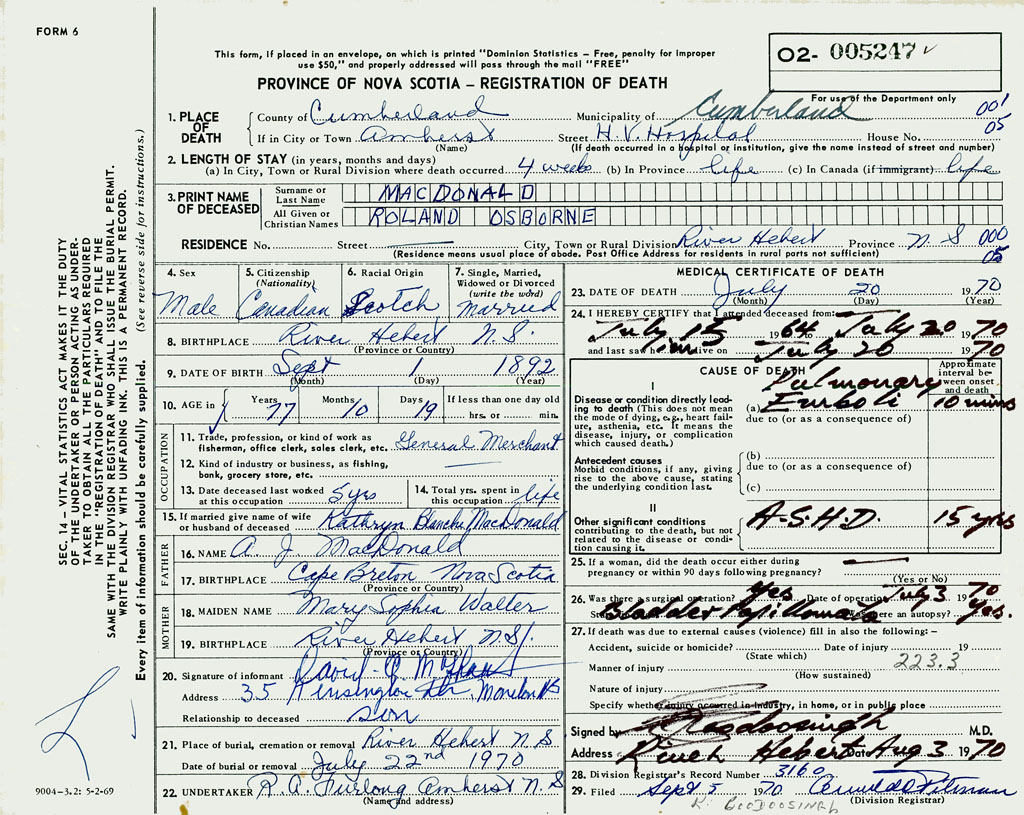 FORM 6
This form, if placed in an envelope, on which is printed "Dominion Statistics – Free, penalty for improper
use $50," and properly addressed will pass through the mail "FREE"
02- 005247
PROVINCE OF NOVA SCOTIA – REGISTRATION OF DEATH
For use of the Department only
1. PLACE OF DEATH
County of Cumberland Municipality of Cumberland 001
If in City or Town Amherst Street H.V. Hospital House No. 05
(Name) (If death occurred in a hospital or institution, give the name instead of street and number)
2. LENGTH OF STAY (in years, months and days)
(a) In City, Town or Rural Division where death occurred 4 weeks (b) In Province life (c) In Canada (if immigrant) life
3. PRINT NAME OF DECEASED
Surname or Last Name MACDONALD
All Given or Christian Names ROLAND OSBORNE
RESIDENCE No. Street City, Town or Rural Division River Hebert Province N.S 000
(Residence means usual place of abode. Post Office Address for residents in rural parts not sufficient) 05
4. Sex Male
5. Citizenship (Nationality) Canadian
6. Racial Origin Scotch
7. Single, Married, Widowed or Divorced (write the word) Married
8. BIRTHPLACE River Hebert N.S.
(Province or Country)
9. DATE OF BIRTH Sept 1 1892
(Month) (Day) (Year)
10. AGE in Years 77 Months 10 Days 19 If less than one day old hrs. or min.
OCCUPATION
11. Trade, profession, or kind of work as
fisherman, office clerk, sales clerk, etc. General Merchant
12. Kind of industry or business, as fishing,
bank, grocery store, etc.
13. Date deceased last worked at this occupation 5 yrs
14. Total yrs. spent in this occupation life
15. If married give name of wife
or husband of deceased Kathryn Blanche MacDonald
FATHER
16. NAME A. J. MacDonald
17. BIRTHPLACE Cape Breton Nova Scotia
(Province or Country)
MOTHER
18. MAIDEN NAME Mary Sophia Walter
19. BIRTHPLACE River Hebert N.S.
(Province or Country)
20. Signature of informant David
Address 35 Kensington Moncton NB
Relationship to deceased son
21. Place of burial, cremation or removal River Hebert N.S
Date of burial or removal July 22nd 1970
22. UNDERTAKER R.A. Furlong Amherst N.S
(Name and address)
MEDICAL CERTIFICATE OF DEATH
23. DATE OF DEATH July 20 1970
(Month) (Day) (Year)
24. I HEREBY CERTIFY that I attended deceased from:
July 15 1964 to July 20 1970
and last saw him alive on July 20 1970
CAUSE OF DEATH
Approximate interval between onset and death
I
Disease or condition directly leading to death (This does not mean the mode of dying, e.g., heart failure, asthenia, etc. It means the disease, injury, or complication which caused death.)
(a) Pulmonary Emboli 10 mins
due to (or as a consequence of)
Antecedent causes
Morbid conditions, if any, giving rise to the above cause, stating the underlying condition last.
(b)
due to (or as a consequence of)
(c)
II
Other significant conditions contributing to the death, but not related to the disease or condition causing it.
A.S.H.D. 15 yrs
25. If a woman, did the death occur either during
pregnancy or within 90 days following pregnancy?
(Yes or No)
26. Was there a surgical operation? Yes Date of operation July 3 1970
Bladder Papilloma there an autopsy? Yes.
27. If death was due to external causes (violence) fill in also the following: –
Accident, suicide or homicide? Date of injury 19
(State which) 223.3
Manner of injury
(How sustained)
Nature of injury
Specify whether injury occurred in industry, in home, or in public place
Signed by M.D.
Address River Hebert Date Aug 3 1970
28. Division Registrar's Record Number 3160
29. Filed Sept 5 1970
(Division Registrar)
K. GOODOOSINGH
SEC. 14 – VITAL STATISTICS ACT MAKES IT THE DUTY
OF THE UNDERTAKER OR PERSON ACTING AS UNDER-
TAKER TO OBTAIN ALL THE PARTICULARS REQUIRED
IN THE "REGISTRATION OF DEATH" AND TO FILE THE
SAME WITH THE DIVISION REGISTRAR WHO SHALL ISSUE THE BURIAL PERMIT.
WRITE PLAINLY WITH UNFADING INK. THIS IS A PERMANENT RECORD.
Every item of information should be carefully supplied. (See reverse side for instructions.)
9004-3.2: 5-2-69